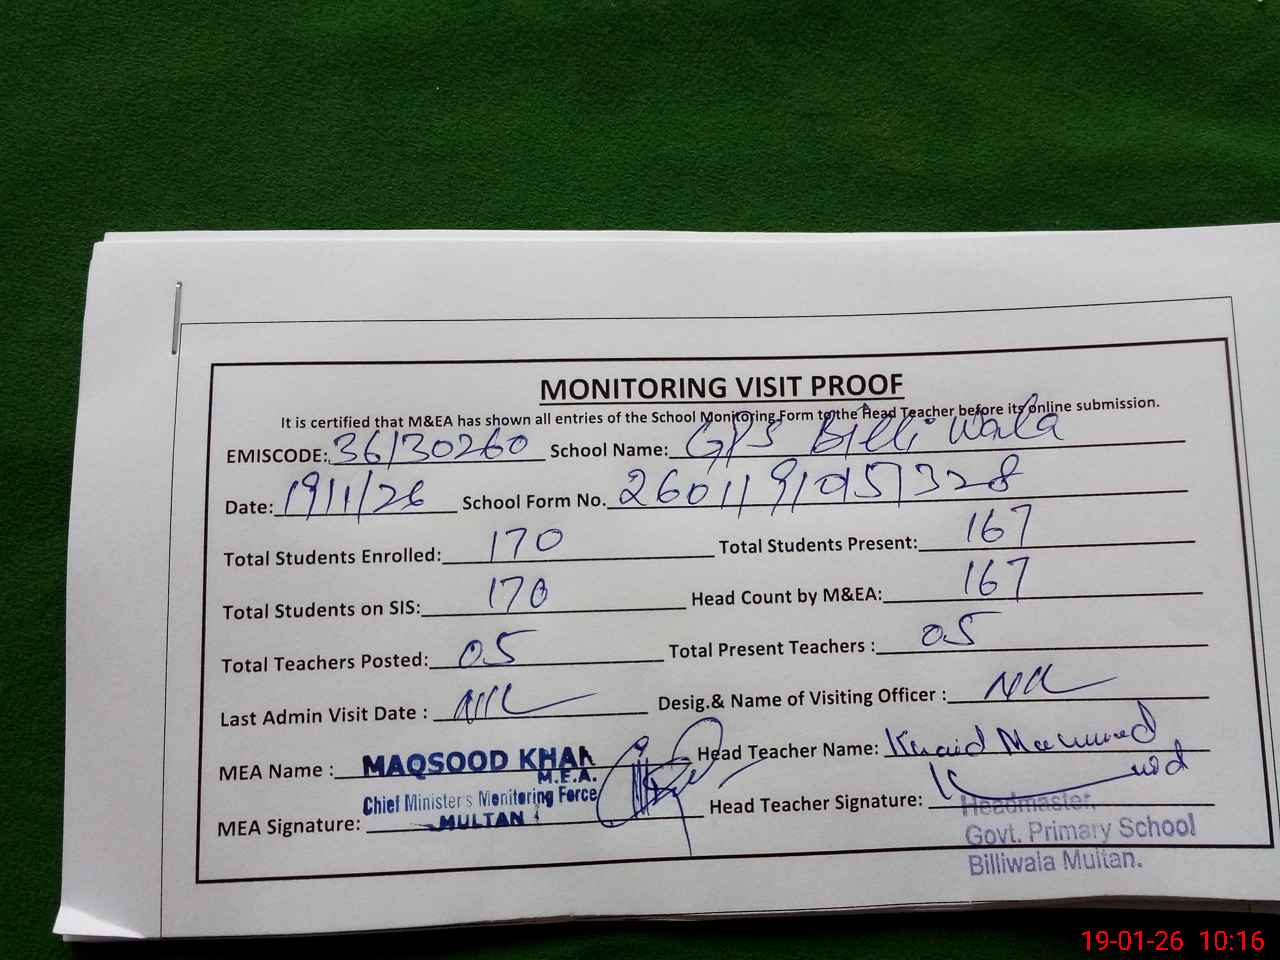 MONITORING VISIT PROOF
It is certified that M&EA has shown all entries of the School Monitoring Form to the Head Teacher before its online submission.
EMISCODE: 36130260 School Name: GPS Billi Wala
Date: 19/1/26 School Form No. 
Total Students Enrolled: 170 Total Students Present: 167
Total Students on SIS: 170 Head Count by M&EA: 167
Total Teachers Posted: 05 Total Present Teachers : 05
Last Admin Visit Date : Nil Desig.& Name of Visiting Officer : Nil
MEA Name : MAQSOOD KHAN Head Teacher Name:
M.E.A.
Chief Minister's Monitoring Force
MEA Signature: MULTAN Head Teacher Signature:
Headmaster,
Govt. Primary School
Billiwala Multan.
19-01-26 10:16